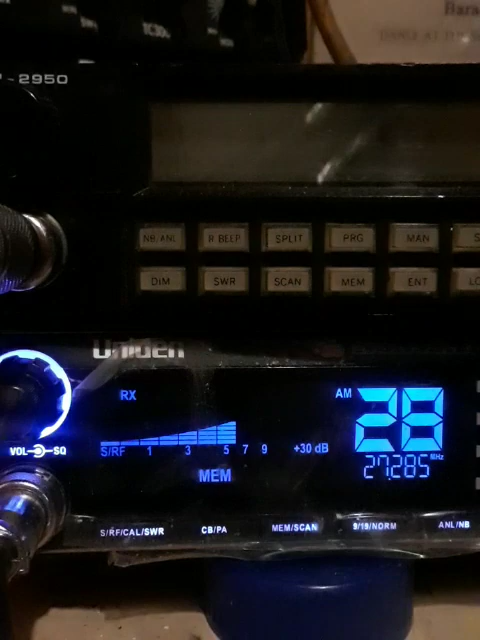 -2950
NB/ANL R.BEEP SPLIT PRG MAN
DIM SWR SCAN MEM ENT
Uniden
RX AM 28
27.285 MHz
S/RF 1 3 5 7 9 +30 dB
VOL SQ
MEM
S/RF/CAL/SWR CB/PA MEM/SCAN 9/19/NORM ANL/NB